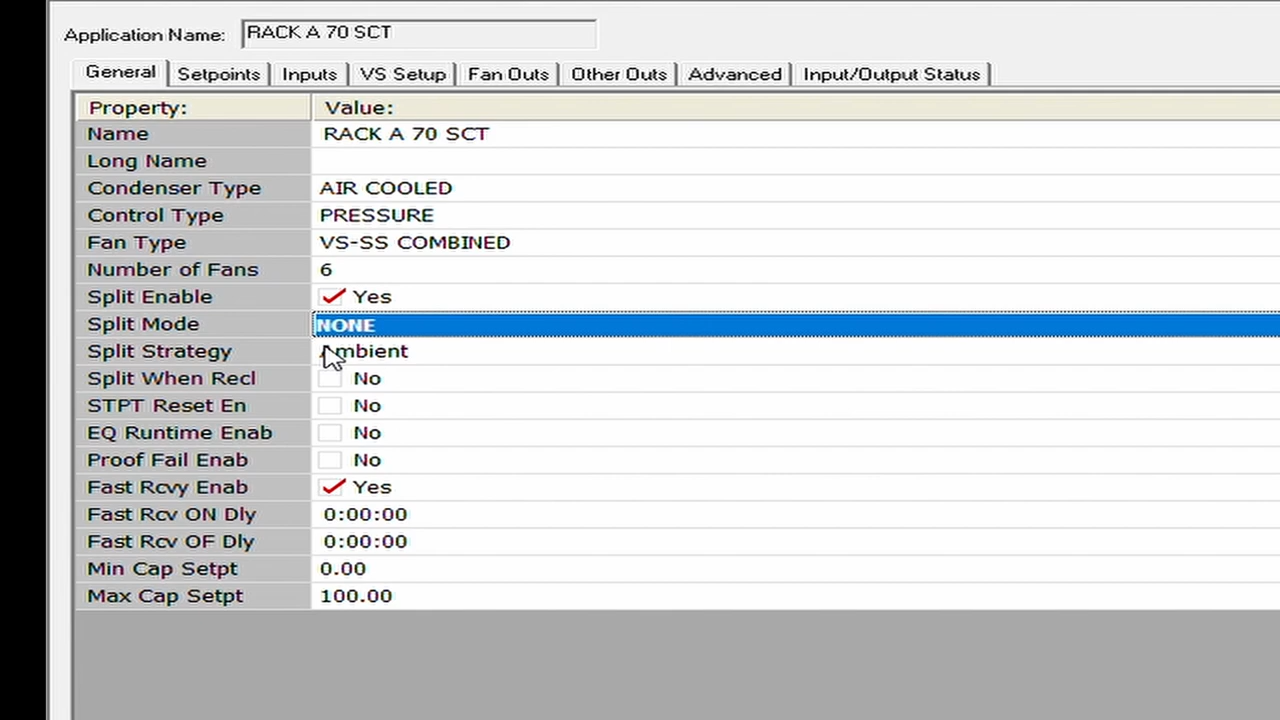 Application Name: RACK A 70 SCT
General Setpoints Inputs VS Setup Fan Outs Other Outs Advanced Input/Output Status
Property: Value:
Name RACK A 70 SCT
Long Name
Condenser Type AIR COOLED
Control Type PRESSURE
Fan Type VS-SS COMBINED
Number of Fans 6
Split Enable Yes
Split Mode NONE
Split Strategy Ambient
Split When Recl No
STPT Reset En No
EQ Runtime Enab No
Proof Fail Enab No
Fast Rcvy Enab Yes
Fast Rcv ON Dly 0:00:00
Fast Rcv OF Dly 0:00:00
Min Cap Setpt 0.00
Max Cap Setpt 100.00